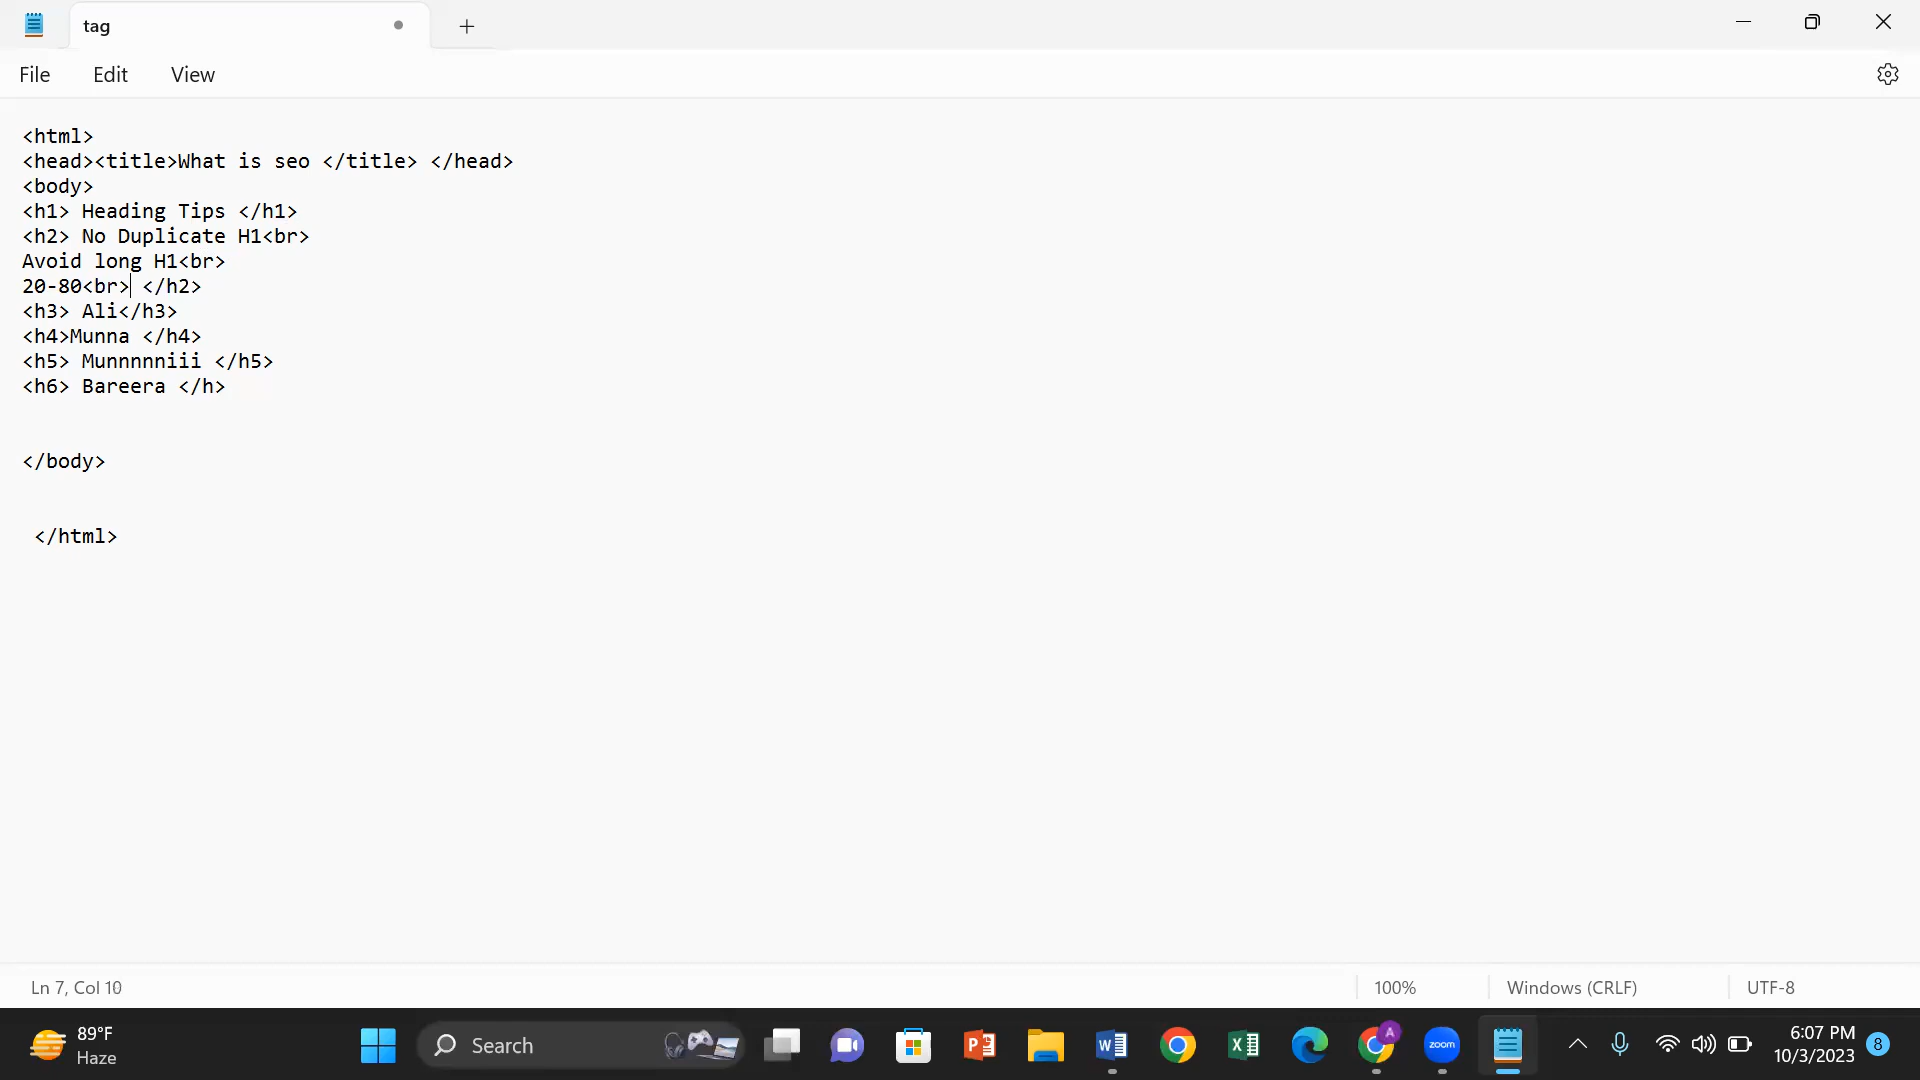 tag
File Edit View
<html>
<head><title>What is seo </title> </head>
<body>
<h1> Heading Tips </h1>
<h2> No Duplicate H1<br>
Avoid long H1<br>
20-80<br> </h2>
<h3> Ali</h3>
<h4>Munna </h4>
<h5> Munnnnniii </h5>
<h6> Bareera </h>
</body>
</html>
Ln 7, Col 10 100% Windows (CRLF) UTF-8
89°F
Haze
Search
zoom
A
6:07 PM
10/3/2023
8